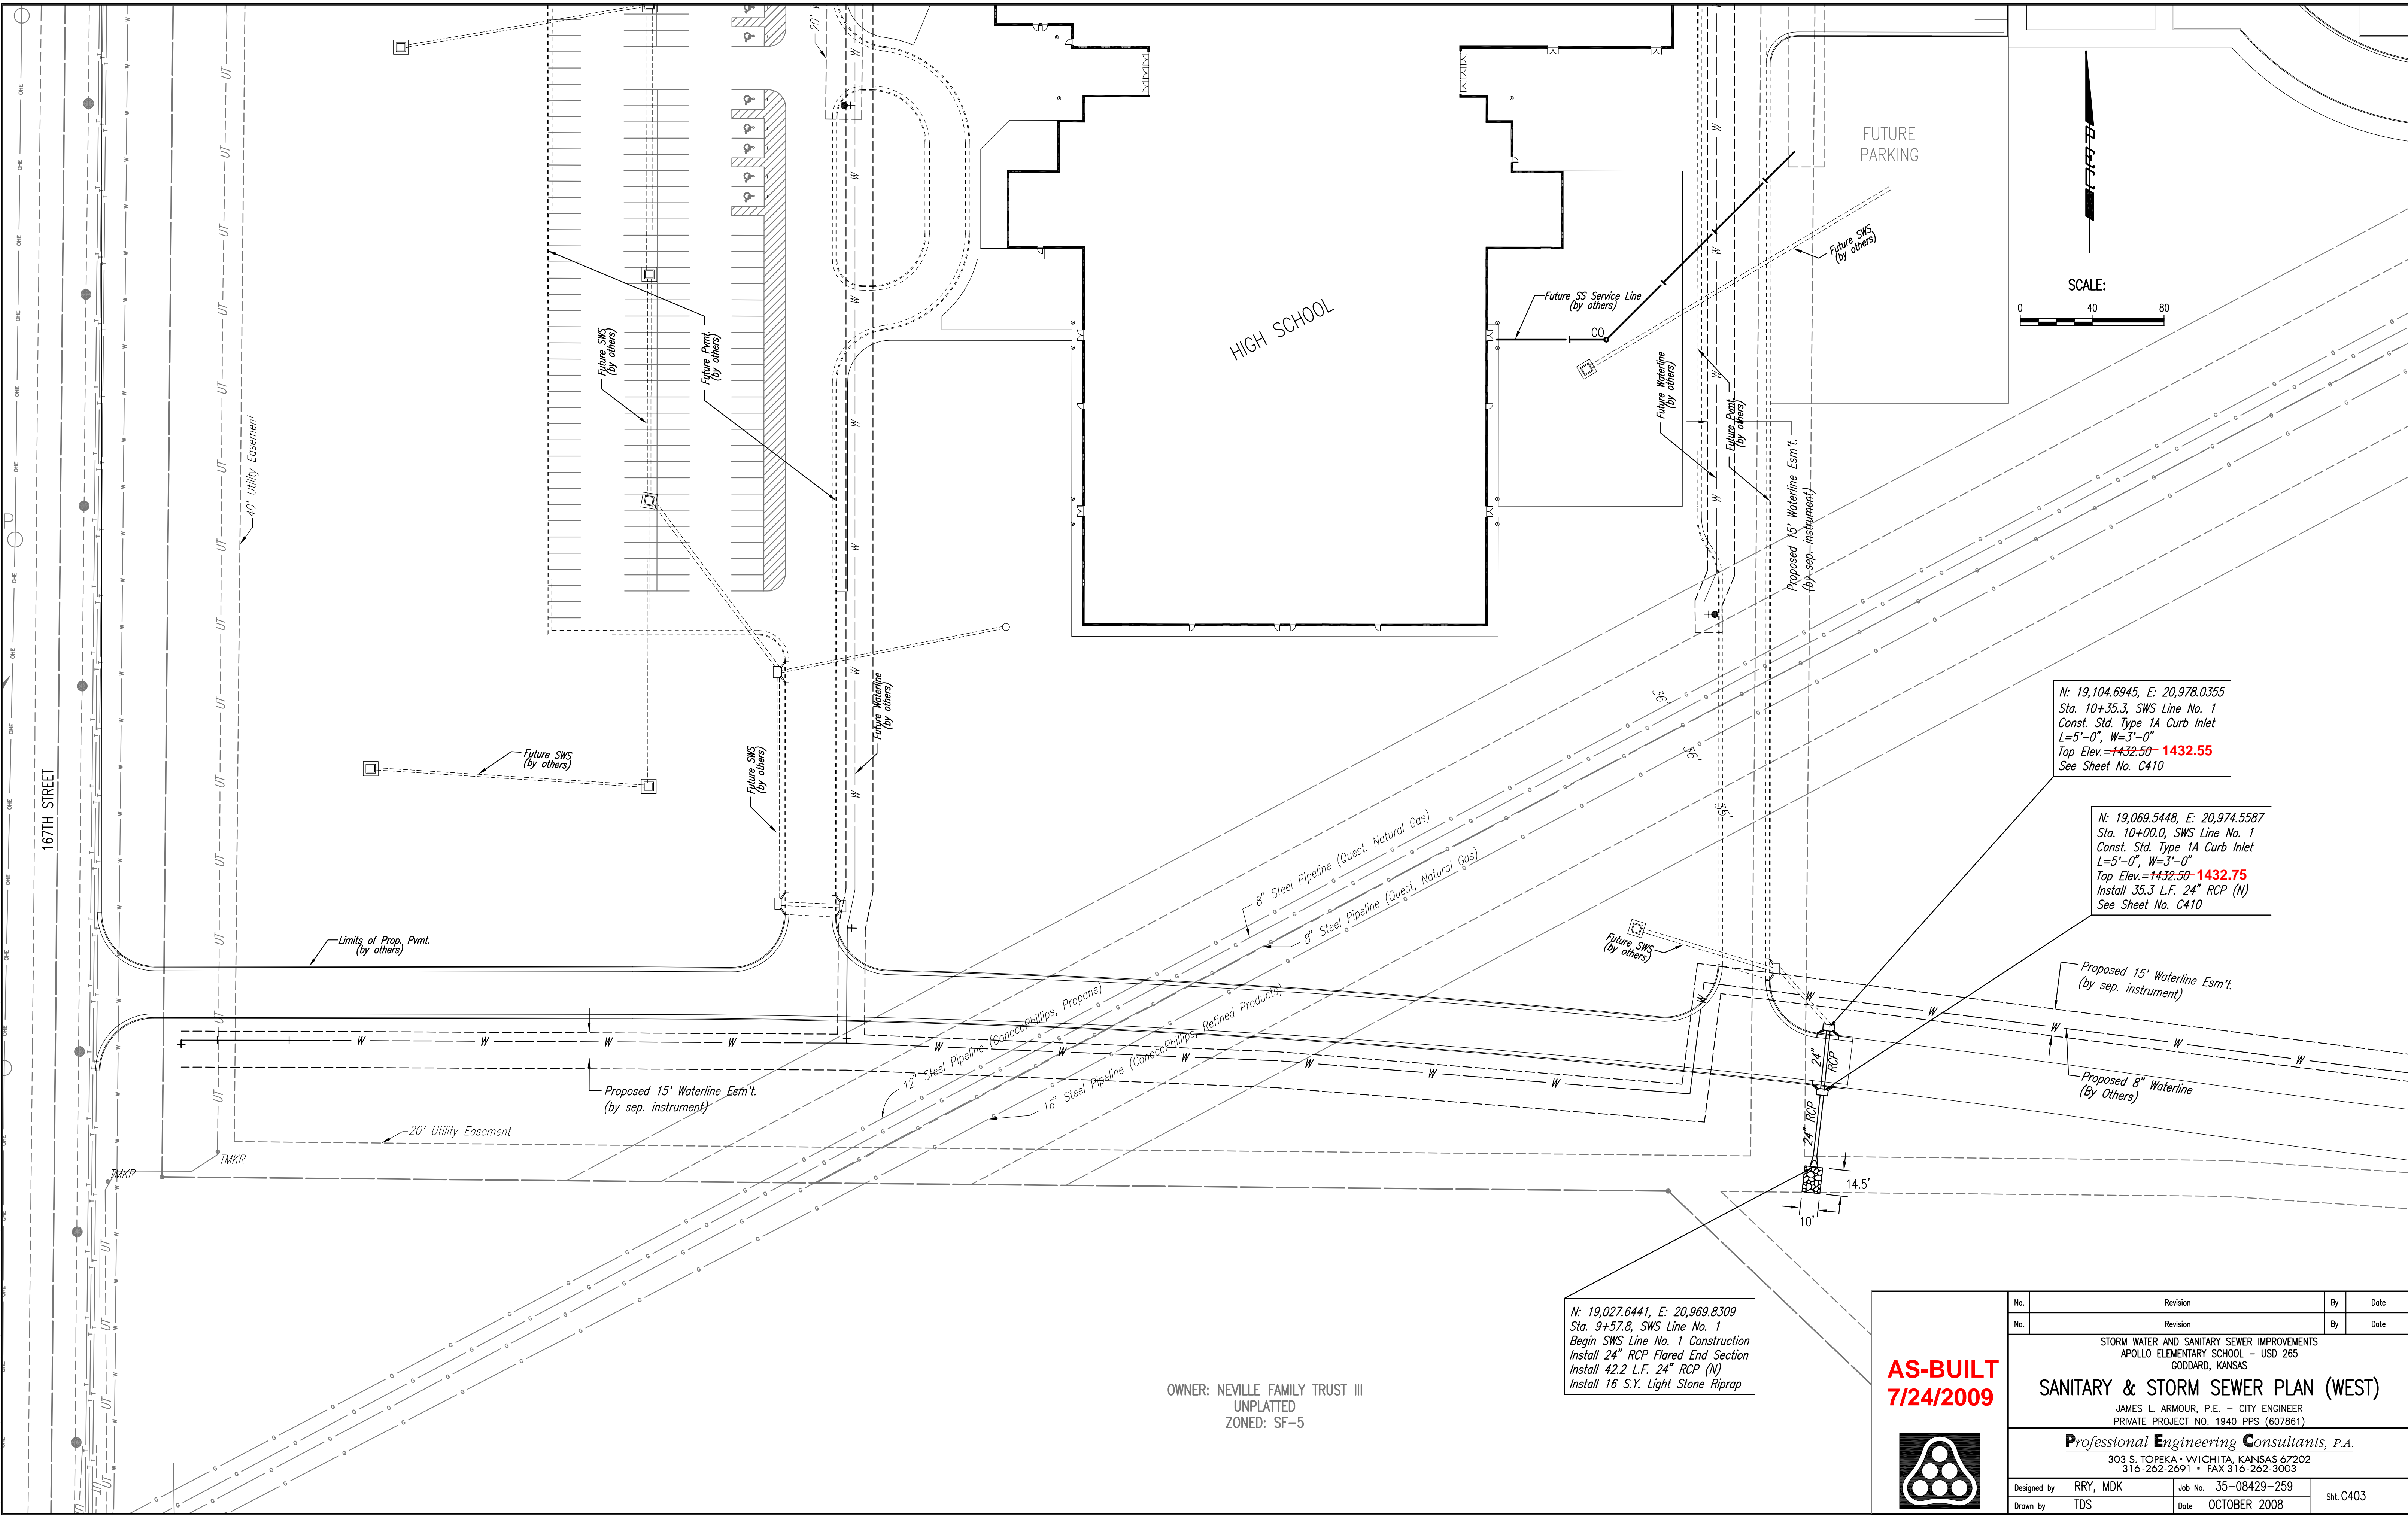 FUTURE
PARKING
SCALE:
0 40 80
HIGH SCHOOL
167TH STREET
40' Utility Easement
Future SWS
(by others)
Future Pvmt.
(by others)
Future SS Service Line
(by others)
CO
Future SWS
(by others)
Future Waterline
(by others)
Future Pvmt.
(by others)
Proposed 15' Waterline Esm't.
(by sep. instrument)
Future SWS
(by others)
Future SWS
(by others)
Future Waterline
(by others)
36'
36'
35'
N: 19,104.6945, E: 20,978.0355
Sta. 10+35.3, SWS Line No. 1
Const. Std. Type 1A Curb Inlet
L=5'-0", W=3'-0"
Top Elev.=1432.50 1432.55
See Sheet No. C410
N: 19,069.5448, E: 20,974.5587
Sta. 10+00.0, SWS Line No. 1
Const. Std. Type 1A Curb Inlet
L=5'-0", W=3'-0"
Top Elev.=1432.50 1432.75
Install 35.3 L.F. 24" RCP (N)
See Sheet No. C410
8" Steel Pipeline (Quest, Natural Gas)
8" Steel Pipeline (Quest, Natural Gas)
12" Steel Pipeline (ConocoPhillips, Propane)
16" Steel Pipeline (ConocoPhillips, Refined Products)
Limits of Prop. Pvmt.
(by others)
Future SWS
(by others)
Proposed 15' Waterline Esm't.
(by sep. instrument)
Proposed 8" Waterline
(By Others)
Proposed 15' Waterline Esm't.
(by sep. instrument)
20' Utility Easement
TMKR
TMKR
24"
RCP
24" RCP
14.5'
10'
N: 19,027.6441, E: 20,969.8309
Sta. 9+57.8, SWS Line No. 1
Begin SWS Line No. 1 Construction
Install 24" RCP Flared End Section
Install 42.2 L.F. 24" RCP (N)
Install 16 S.Y. Light Stone Riprap
OWNER: NEVILLE FAMILY TRUST III
UNPLATTED
ZONED: SF-5
AS-BUILT
7/24/2009
No. Revision By Date
No. Revision By Date
STORM WATER AND SANITARY SEWER IMPROVEMENTS
APOLLO ELEMENTARY SCHOOL - USD 265
GODDARD, KANSAS
SANITARY & STORM SEWER PLAN (WEST)
JAMES L. ARMOUR, P.E. - CITY ENGINEER
PRIVATE PROJECT NO. 1940 PPS (607861)
Professional Engineering Consultants, P.A.
303 S. TOPEKA • WICHITA, KANSAS 67202
316-262-2691 • FAX 316-262-3003
Designed by RRY, MDK Job No. 35-08429-259
Sht. C403
Drawn by TDS Date OCTOBER 2008